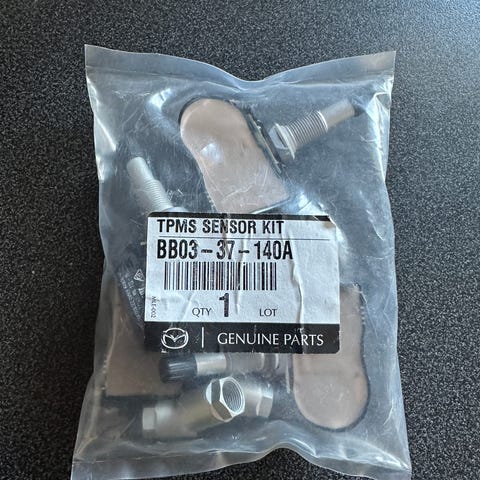 TPMS SENSOR KIT
BB03-37-140A
QTY 1 LOT
GENUINE PARTS